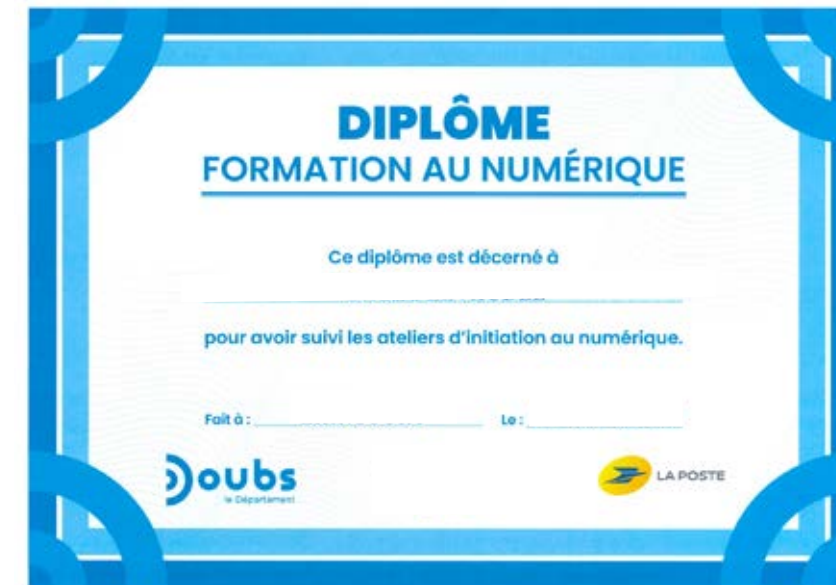 DIPLÔME
FORMATION AU NUMÉRIQUE
Ce diplôme est décerné à
pour avoir suivi les ateliers d'initiation au numérique.
Fait à : Le :
Doubs
le Département
LA POSTE